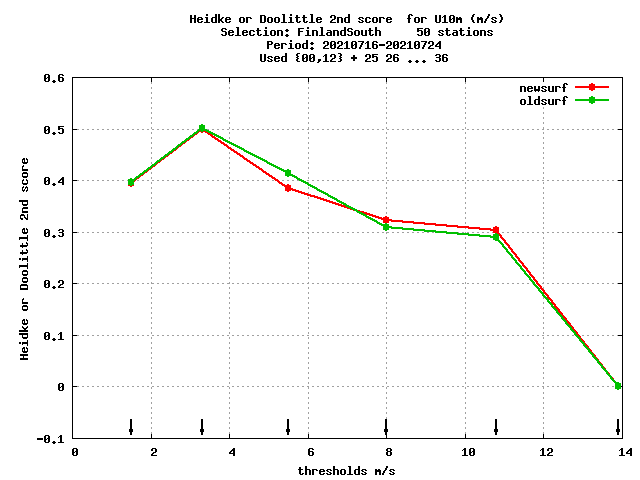 Heidke or Doolittle 2nd score  for U10m (m/s)
Selection: FinlandSouth     50 stations
Period: 20210716-20210724
Used {00,12} + 25 26 ... 36
newsurf
oldsurf
Heidke or Doolittle 2nd score
0.6
0.5
0.4
0.3
0.2
0.1
0
-0.1
0 2 4 6 8 10 12 14
thresholds m/s